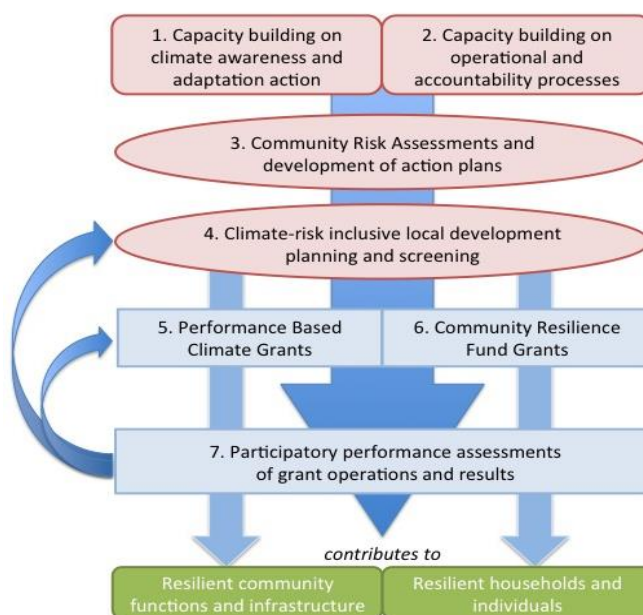 1. Capacity building on
climate awareness and
adaptation action
2. Capacity building on
operational and
accountability processes
3. Community Risk Assessments and
development of action plans
4. Climate-risk inclusive local development
planning and screening
5. Performance Based
Climate Grants
6. Community Resilience
Fund Grants
7. Participatory performance assessments
of grant operations and results
contributes to
Resilient community
functions and infrastructure
Resilient households and
individuals